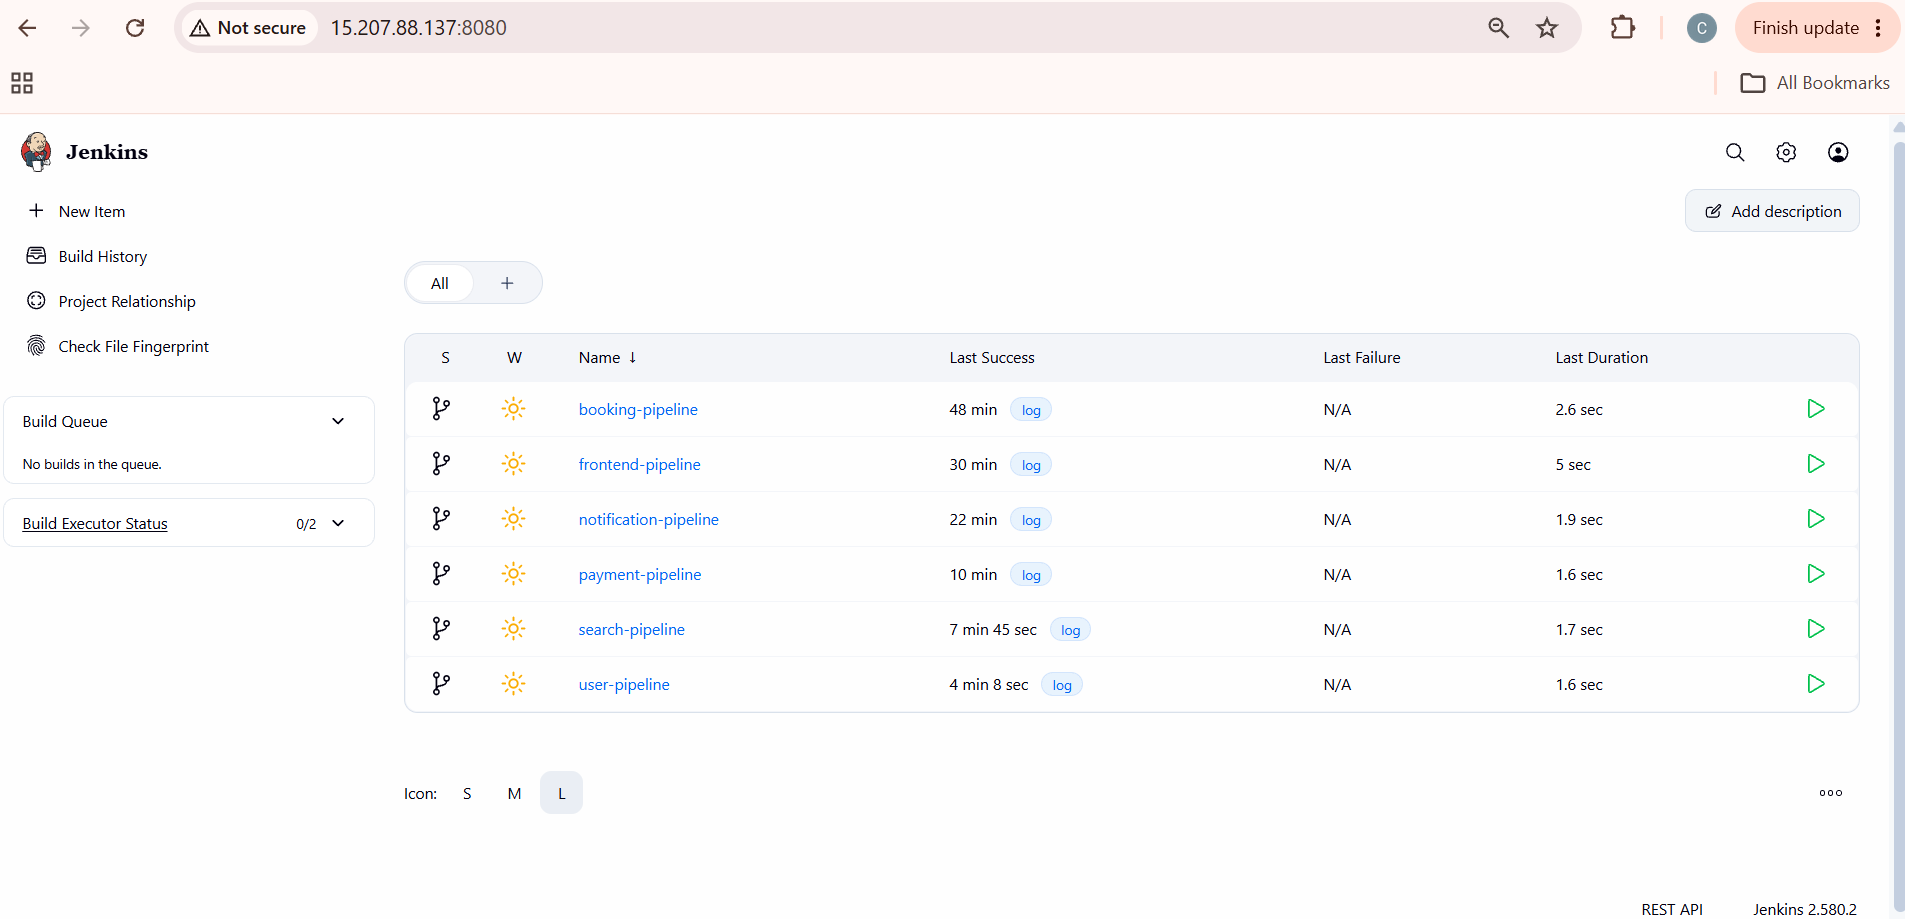 Not secure 15.207.88.137:8080 C Finish update
All Bookmarks
Jenkins
New Item
Add description
Build History
All +
Project Relationship
Check File Fingerprint
S W Name ↓ Last Success Last Failure Last Duration
booking-pipeline 48 min log N/A 2.6 sec
Build Queue
No builds in the queue.
frontend-pipeline 30 min log N/A 5 sec
Build Executor Status 0/2
notification-pipeline 22 min log N/A 1.9 sec
payment-pipeline 10 min log N/A 1.6 sec
search-pipeline 7 min 45 sec log N/A 1.7 sec
user-pipeline 4 min 8 sec log N/A 1.6 sec
Icon: S M L
REST API Jenkins 2.580.2